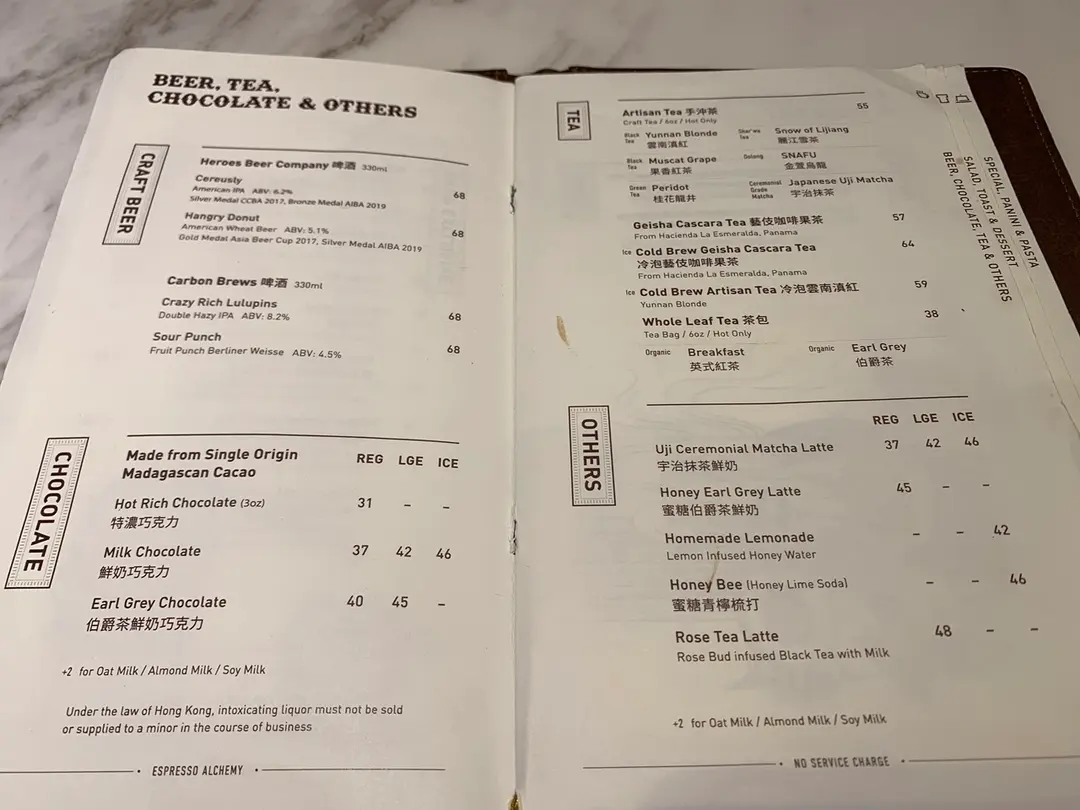 BEER, TEA,
CHOCOLATE & OTHERS
CRAFT BEER
Heroes Beer Company 啤酒 330ml
Cereusly 68
American IPA ABV: 6.2%
Silver Medal CCBA 2017, Bronze Medal AIBA 2019
Hangry Donut 68
American Wheat Beer ABV: 5.1%
Gold Medal Asia Beer Cup 2017, Silver Medal AIBA 2019
Carbon Brews 啤酒 330ml
Crazy Rich Lulupins 68
Double Hazy IPA ABV: 8.2%
Sour Punch 68
Fruit Punch Berliner Weisse ABV: 4.5%
CHOCOLATE
Made from Single Origin
Madagascan Cacao REG LGE ICE
Hot Rich Chocolate (3oz) 31 – –
特濃巧克力
Milk Chocolate 37 42 46
鮮奶巧克力
Earl Grey Chocolate 40 45 –
伯爵茶鮮奶巧克力
+2 for Oat Milk / Almond Milk / Soy Milk
Under the law of Hong Kong, intoxicating liquor must not be sold
or supplied to a minor in the course of business
ESPRESSO ALCHEMY
TEA
Artisan Tea 手沖茶 55
Craft Tea / 6oz / Hot Only
Black Tea Yunnan Blonde Shai'wu Tea Snow of Lijiang
雲南滇紅 麗江雪茶
Black Tea Muscat Grape Oolong SNAFU
果香紅茶 金萱烏龍
Green Tea Peridot Ceremonial Grade Matcha Japanese Uji Matcha
桂花龍井 宇治抹茶
Geisha Cascara Tea 藝伎咖啡果茶 57
From Hacienda La Esmeralda, Panama
Ice Cold Brew Geisha Cascara Tea 64
冷泡藝伎咖啡果茶
From Hacienda La Esmeralda, Panama
Ice Cold Brew Artisan Tea 冷泡雲南滇紅 59
Yunnan Blonde
Whole Leaf Tea 茶包 38
Tea Bag / 6oz / Hot Only
Organic Breakfast Organic Earl Grey
英式紅茶 伯爵茶
OTHERS
REG LGE ICE
Uji Ceremonial Matcha Latte 37 42 46
宇治抹茶鮮奶
Honey Earl Grey Latte 45 – –
蜜糖伯爵茶鮮奶
Homemade Lemonade – – 42
Lemon Infused Honey Water
Honey Bee (Honey Lime Soda) – – 46
蜜糖青檸梳打
Rose Tea Latte 48 – –
Rose Bud infused Black Tea with Milk
+2 for Oat Milk / Almond Milk / Soy Milk
NO SERVICE CHARGE
SPECIAL, PANINI & PASTA
SALAD, TOAST & DESSERT
BEER, CHOCOLATE, TEA & OTHERS